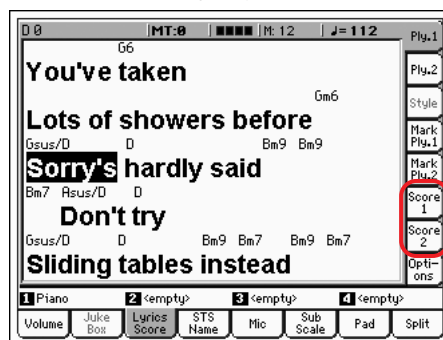 D 0 MT:0 M: 12 ♩=112 Ply.1
G6
You've taken
Ply.2
Gm6
Style
Lots of showers before
Mark Ply.1
Gsus/D D Bm9 Bm9
Sorry's hardly said
Mark Ply.2
Bm7 Asus/D D
Score 1
Don't try
Gsus/D D Bm9 Bm7 Bm9 Bm7
Score 2
Sliding tables instead
Opti-
ons
1 Piano 2 <empty> 3 <empty> 4 <empty>
Volume Juke Box Lyrics Score STS Name Mic Sub Scale Pad Split